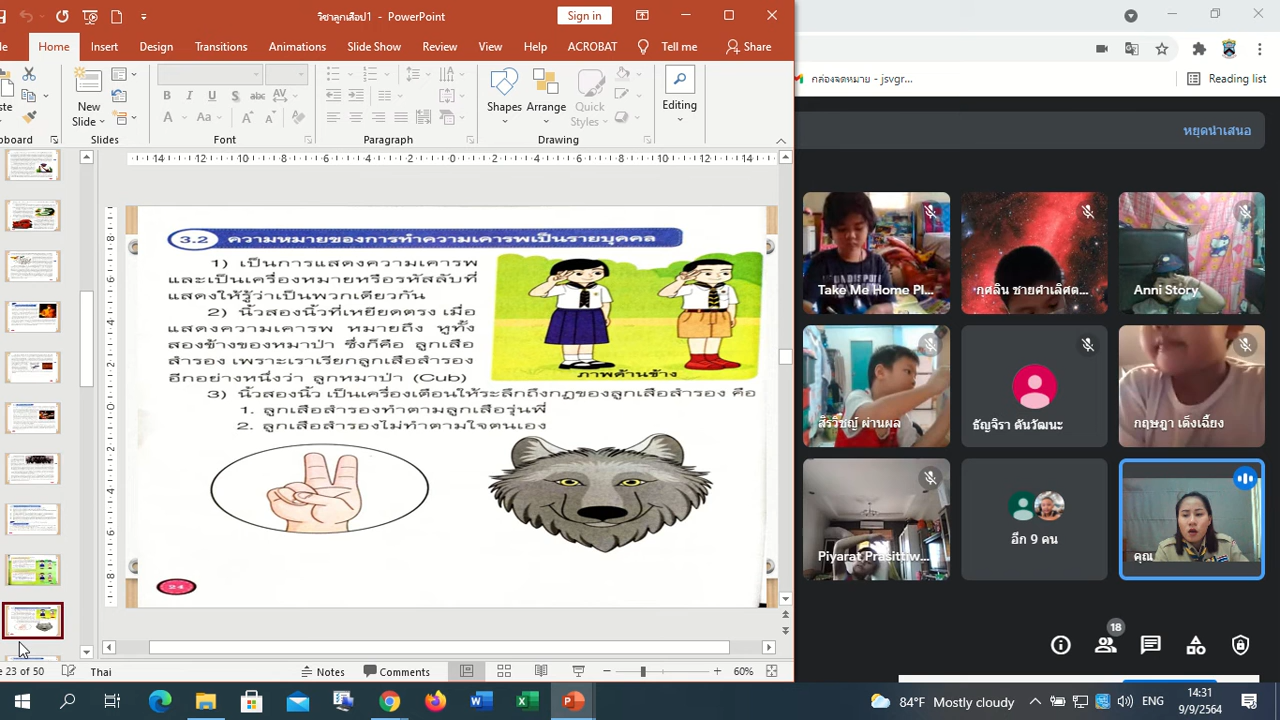 วิชาลูกเสือป1 - PowerPoint
Sign in
Home Insert Design Transitions Animations Slide Show Review View Help ACROBAT Tell me Share
New
Slide
Shapes Arrange Quick
Styles
Editing
Slides Font Paragraph Drawing
3.2 ความหมายของการทำความเคารพเป็นรายบุคคล
1) เป็นการแสดงความเคารพ
และเป็นเครื่องหมายหรือรหัสลับที่
แสดงให้รู้ว่าเป็นพวกเดียวกัน
2) นิ้วสองนิ้วที่เหยียดตรง เมื่อ
แสดงความเคารพ หมายถึง หูทั้ง
สองข้างของหมาป่า ซึ่งก็คือ ลูกเสือ
สำรอง เพราะเราเรียกลูกเสือสำรอง
อีกอย่างหนึ่งว่า ลูกหมาป่า (Cub)
ภาพด้านข้าง
3) นิ้วสองนิ้ว เป็นเครื่องเตือนให้ระลึกถึงกฎของลูกเสือสำรอง คือ
1. ลูกเสือสำรองทำตามลูกเสือรุ่นพี่
2. ลูกเสือสำรองไม่ทำตามใจตนเอง
24
23 of 50 Thai Notes Comments 60%
กล่องจดหมาย - jsvgr...
Reading list
หยุดนำเสนอ
Take Me Home Pl...
Anni Story
ธัญจิรา ตันวัฒนะ
กฤษฎา เด็งเฉี้ยง
Piyarat Prasittiw...
อีก 9 คน
คุณ
18
84°F Mostly cloudy ENG 14:31
9/9/2564